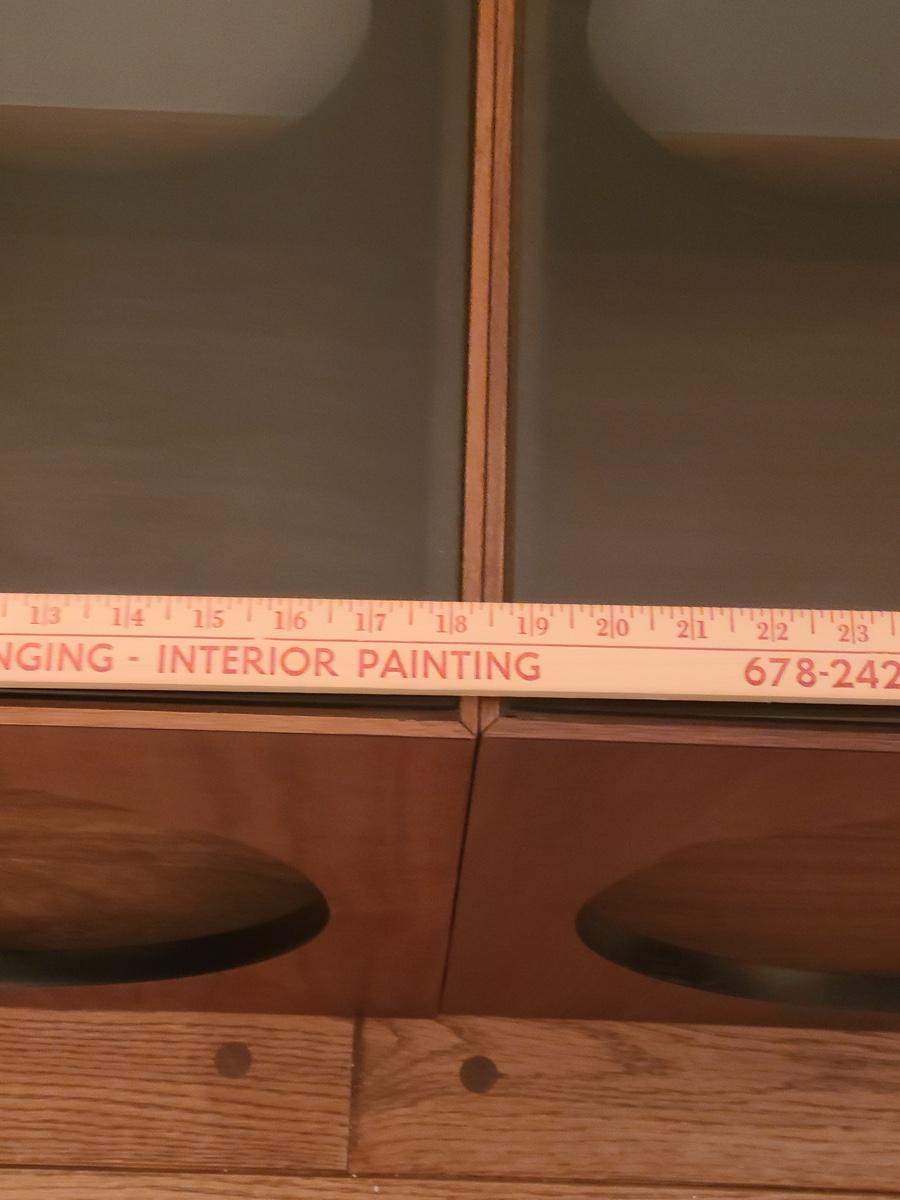 13 14 15 16 17 18 19 20 21 22 23
NGING - INTERIOR PAINTING 678-242